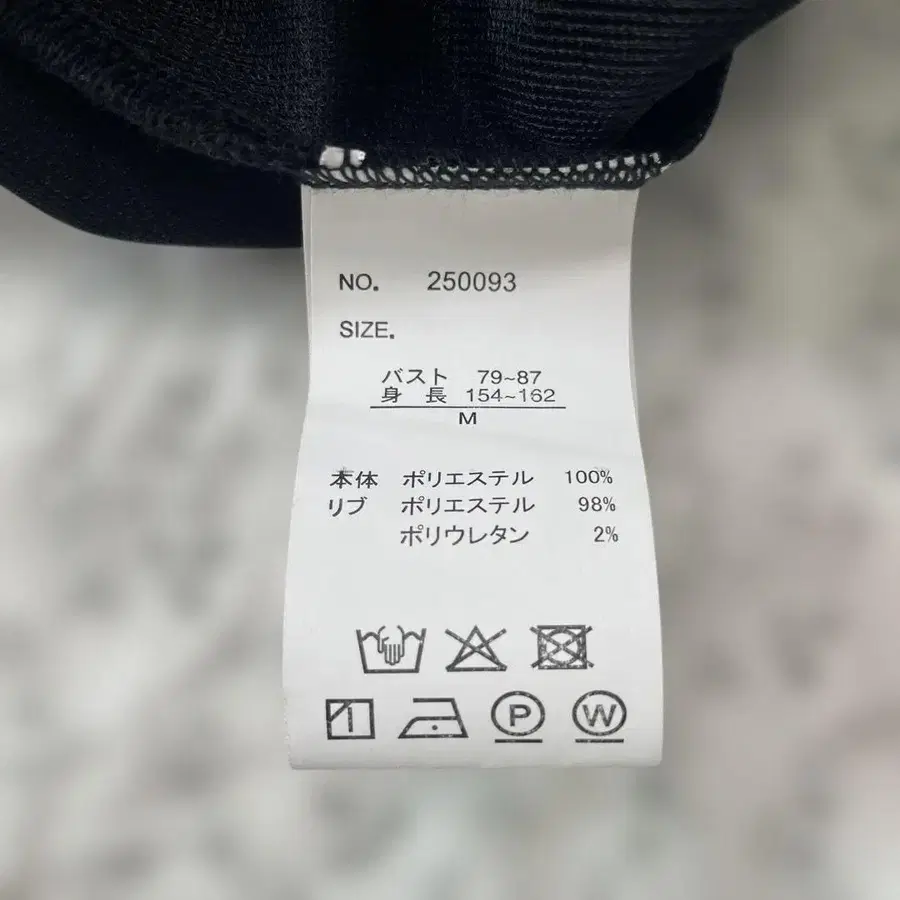 NO. 250093
SIZE.
バスト 79~87
身 長 154~162
M
本体 ポリエステル 100%
リブ ポリエステル 98%
ポリウレタン 2%
P W